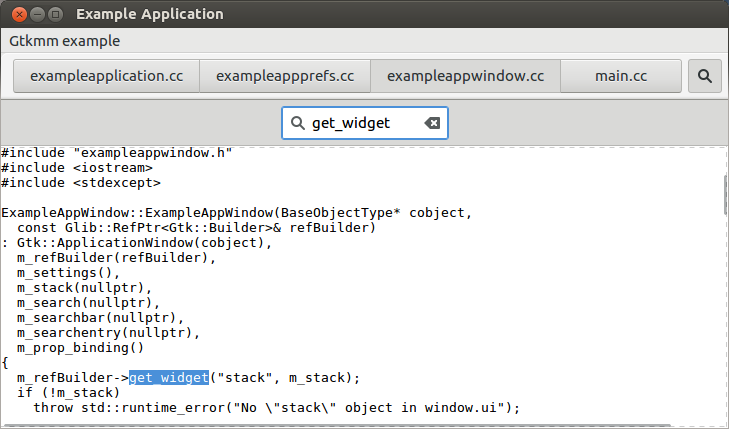 Example Application
Gtkmm example
exampleapplication.cc exampleappprefs.cc exampleappwindow.cc main.cc
get_widget
#include "exampleappwindow.h"
#include <iostream>
#include <stdexcept>
ExampleAppWindow::ExampleAppWindow(BaseObjectType* cobject,
  const Glib::RefPtr<Gtk::Builder>& refBuilder)
: Gtk::ApplicationWindow(cobject),
  m_refBuilder(refBuilder),
  m_settings(),
  m_stack(nullptr),
  m_search(nullptr),
  m_searchbar(nullptr),
  m_searchentry(nullptr),
  m_prop_binding()
{
  m_refBuilder->get_widget("stack", m_stack);
  if (!m_stack)
    throw std::runtime_error("No \"stack\" object in window.ui");